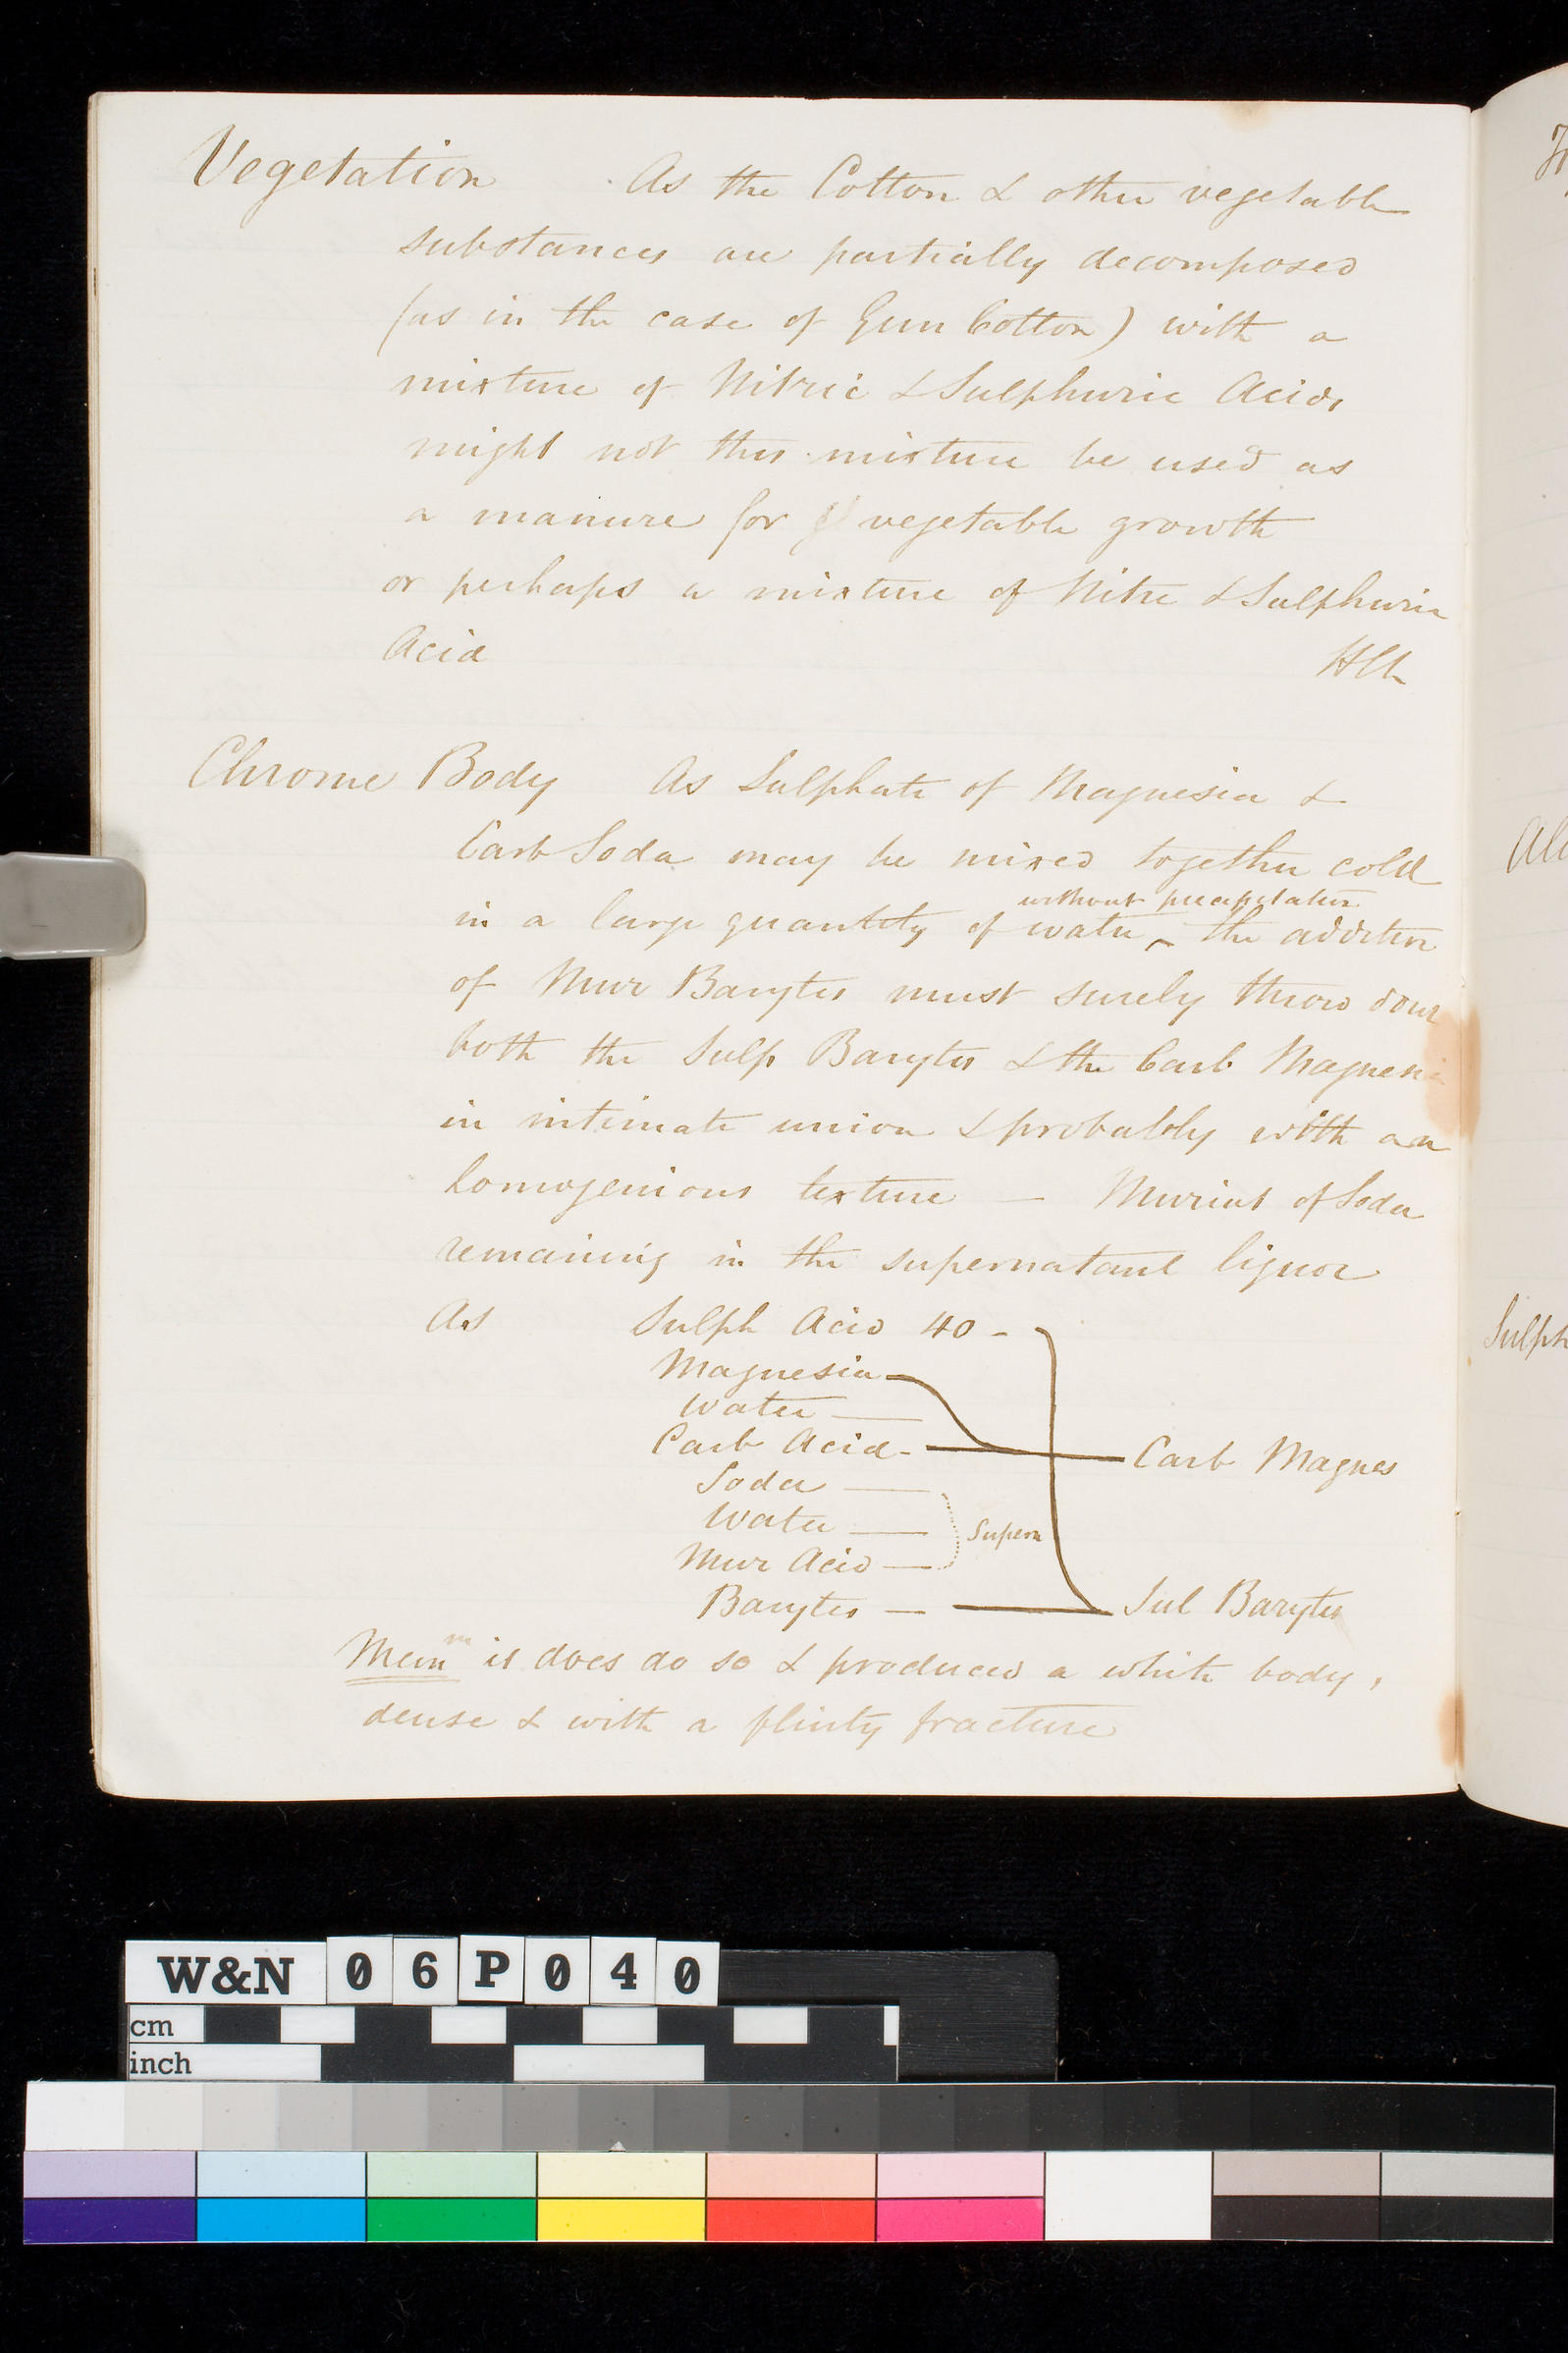 Vegetation As the Cotton & other vegetable
substances are partially decomposed
(as in the case of Gun Cotton) with a
mixture of Nitric & Sulphuric Acids
might not this mixture be used as
a manure for vegetable growth
or perhaps a mixture of Nitre & Sulphuric
Acid
Chrome Body As Sulphate of Magnesia &
Carb Soda may be mixed together cold
without precipitation
in a large quantity of water ‸ the addition
of Mur Barytes must surely throw down
both the Sulp Barytes & the Carb Magnesia
in intimate union & probably with an
homogenious texture — Muriat of Soda
remaining in the supernatant liquor
As Sulph Acid 40 -
Magnesia
Water —
Carb Acid - Carb Magnes
Soda —
Water — Supern
Mur Acid —
Barytes — Sul Barytes
Mem it does do so & produced a white body,
dense & with a flinty fracture
Alu
Sulph
W&N 06P040
cm
inch